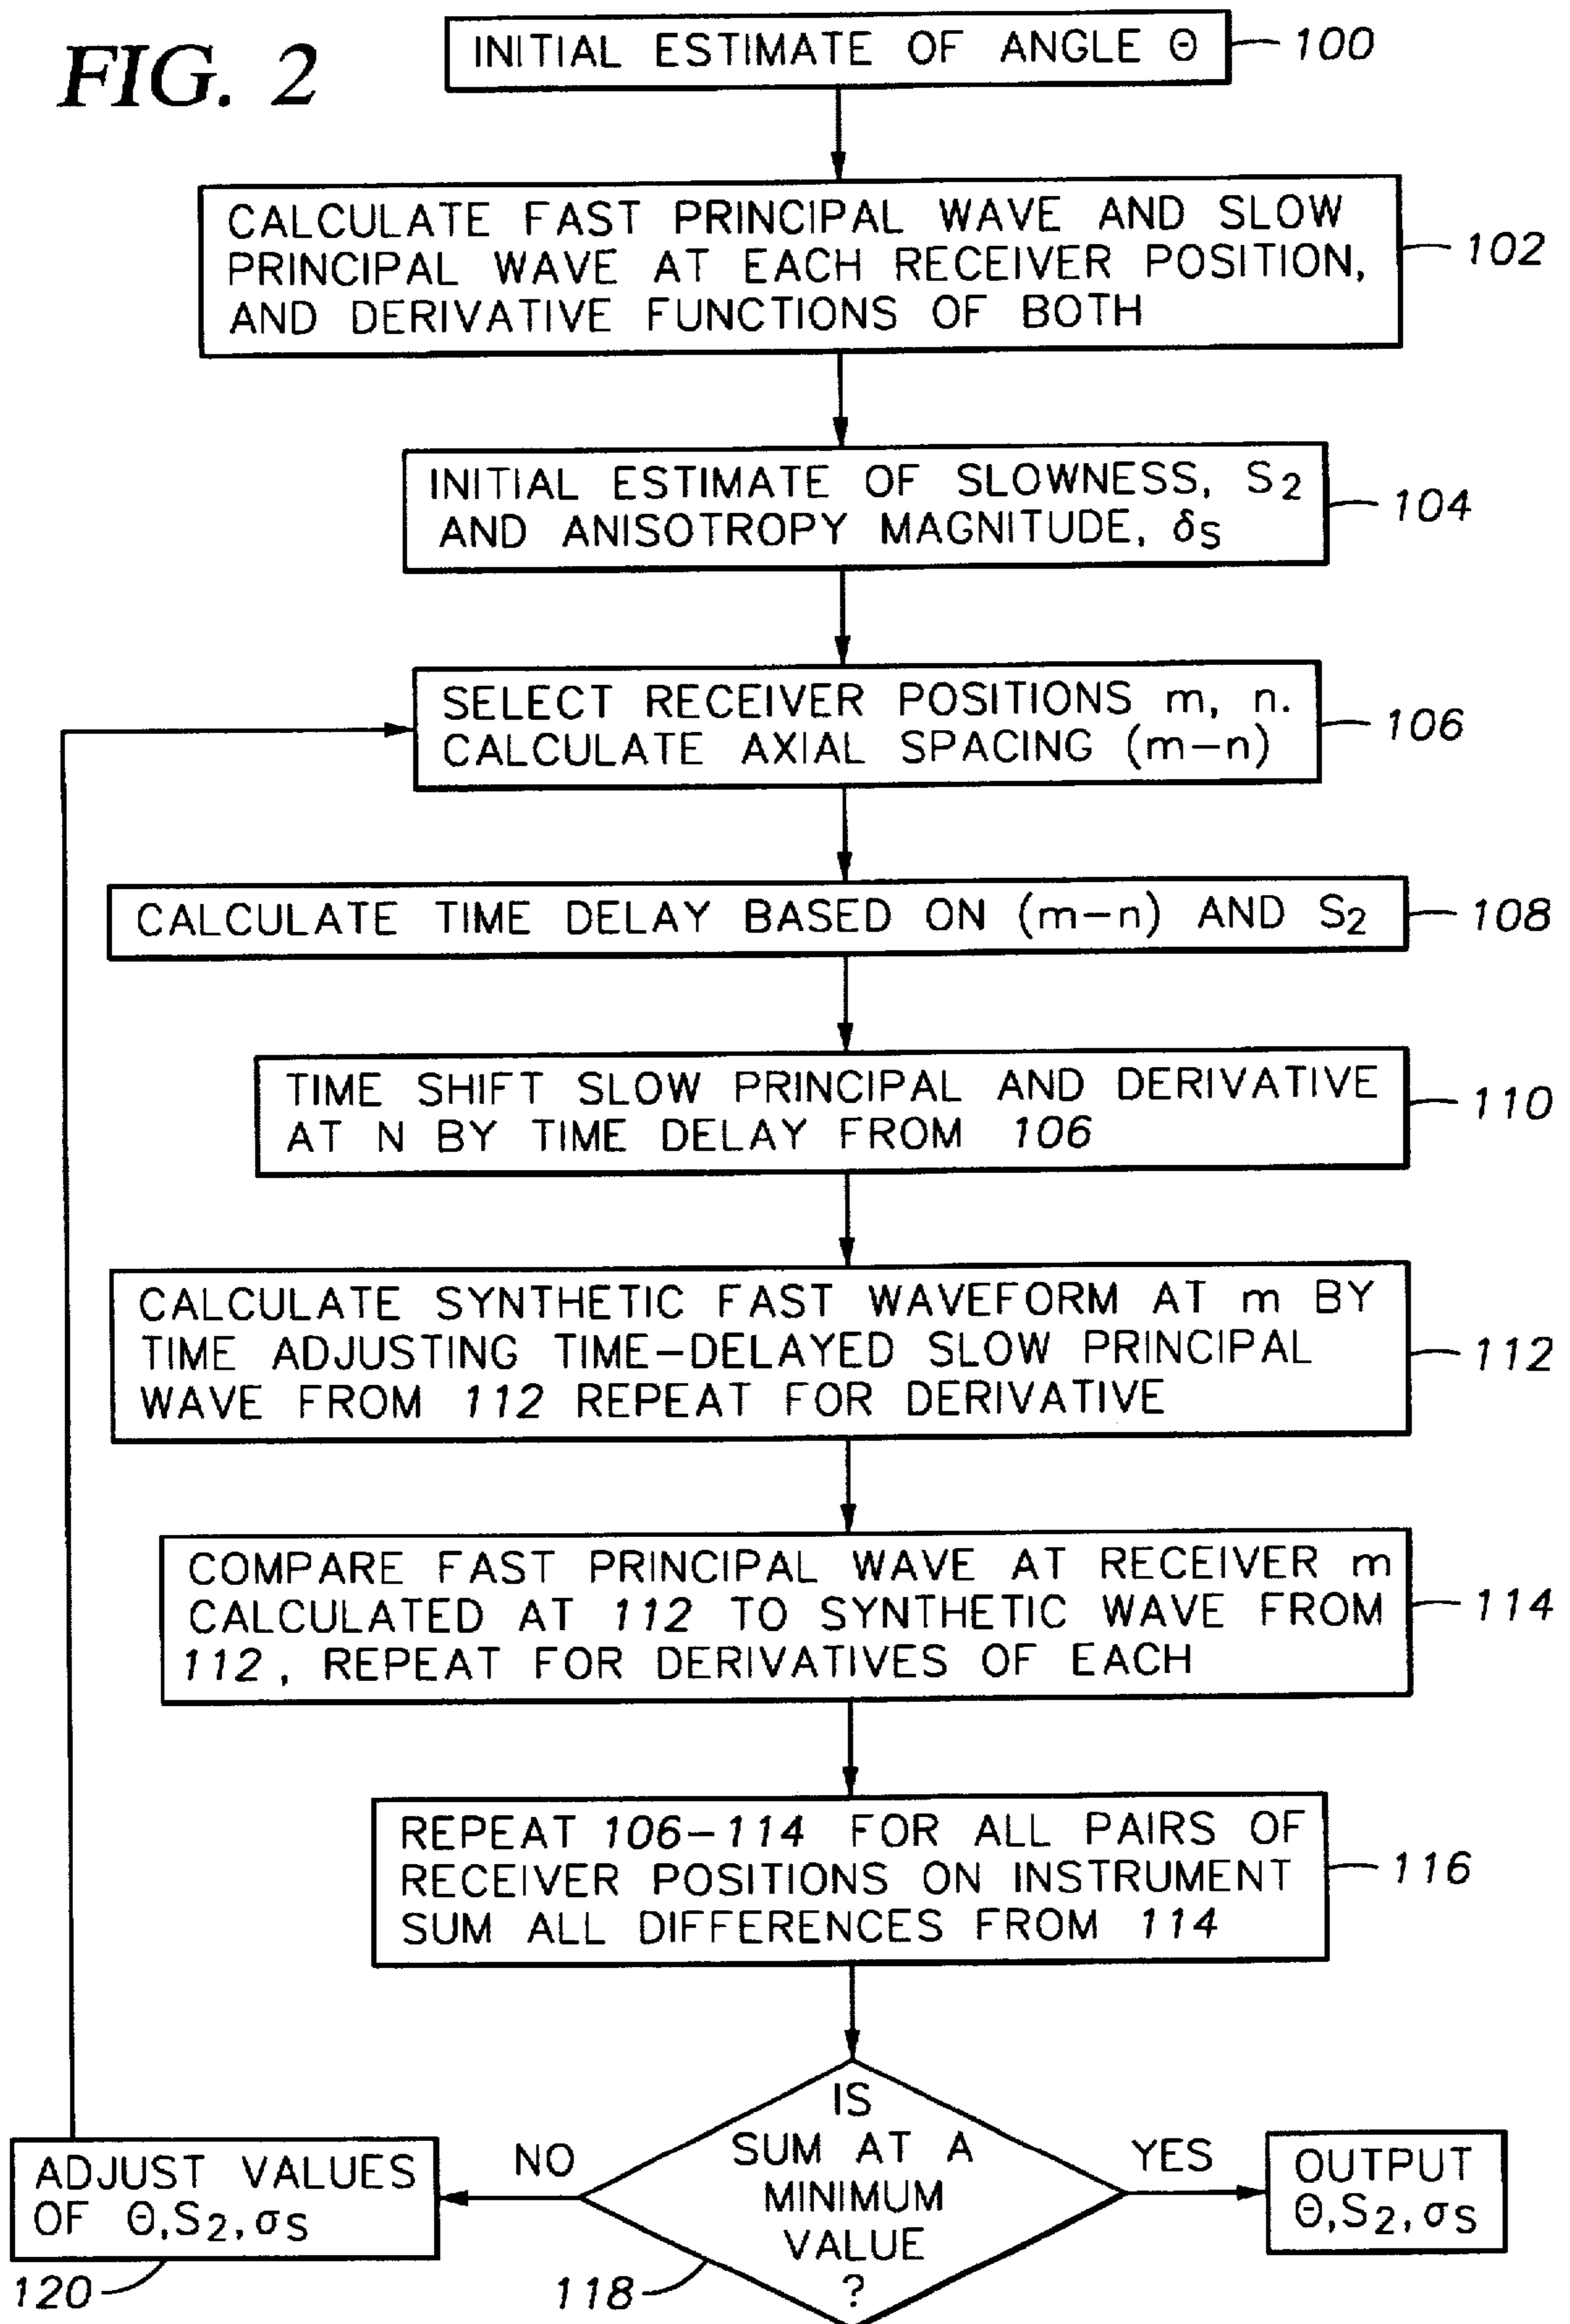 FIG. 2
INITIAL ESTIMATE OF ANGLE Θ
100
CALCULATE FAST PRINCIPAL WAVE AND SLOW
PRINCIPAL WAVE AT EACH RECEIVER POSITION,
AND DERIVATIVE FUNCTIONS OF BOTH
102
INITIAL ESTIMATE OF SLOWNESS, S₂
AND ANISOTROPY MAGNITUDE, δs
104
SELECT RECEIVER POSITIONS m, n.
CALCULATE AXIAL SPACING (m-n)
106
CALCULATE TIME DELAY BASED ON (m-n) AND S₂
108
TIME SHIFT SLOW PRINCIPAL AND DERIVATIVE
AT N BY TIME DELAY FROM 106
110
CALCULATE SYNTHETIC FAST WAVEFORM AT m BY
TIME ADJUSTING TIME-DELAYED SLOW PRINCIPAL
WAVE FROM 112 REPEAT FOR DERIVATIVE
112
COMPARE FAST PRINCIPAL WAVE AT RECEIVER m
CALCULATED AT 112 TO SYNTHETIC WAVE FROM
112, REPEAT FOR DERIVATIVES OF EACH
114
REPEAT 106-114 FOR ALL PAIRS OF
RECEIVER POSITIONS ON INSTRUMENT
SUM ALL DIFFERENCES FROM 114
116
IS
SUM AT A
MINIMUM
VALUE
?
118
NO
ADJUST VALUES
OF Θ,S₂,σs
120
YES
OUTPUT
Θ,S₂,σs